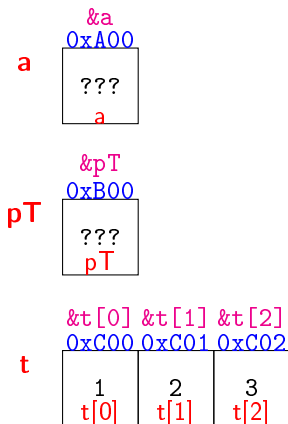 &a
0xA00
a
???
a
&pT
0xB00
pT
???
pT
&t[0] &t[1] &t[2]
0xC00 0xC01 0xC02
t
1 2 3
t[0] t[1] t[2]